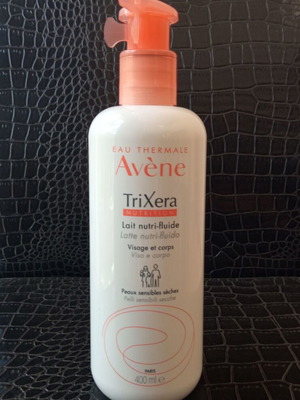 EAU THERMALE
Avène
TriXera
NUTRITION
Lait nutri-fluide
Latte nutri-fluido
Visage et corps
Viso e corpo
Peaux sensibles sèches
Pelli sensibili secche
PARIS
400 ml e